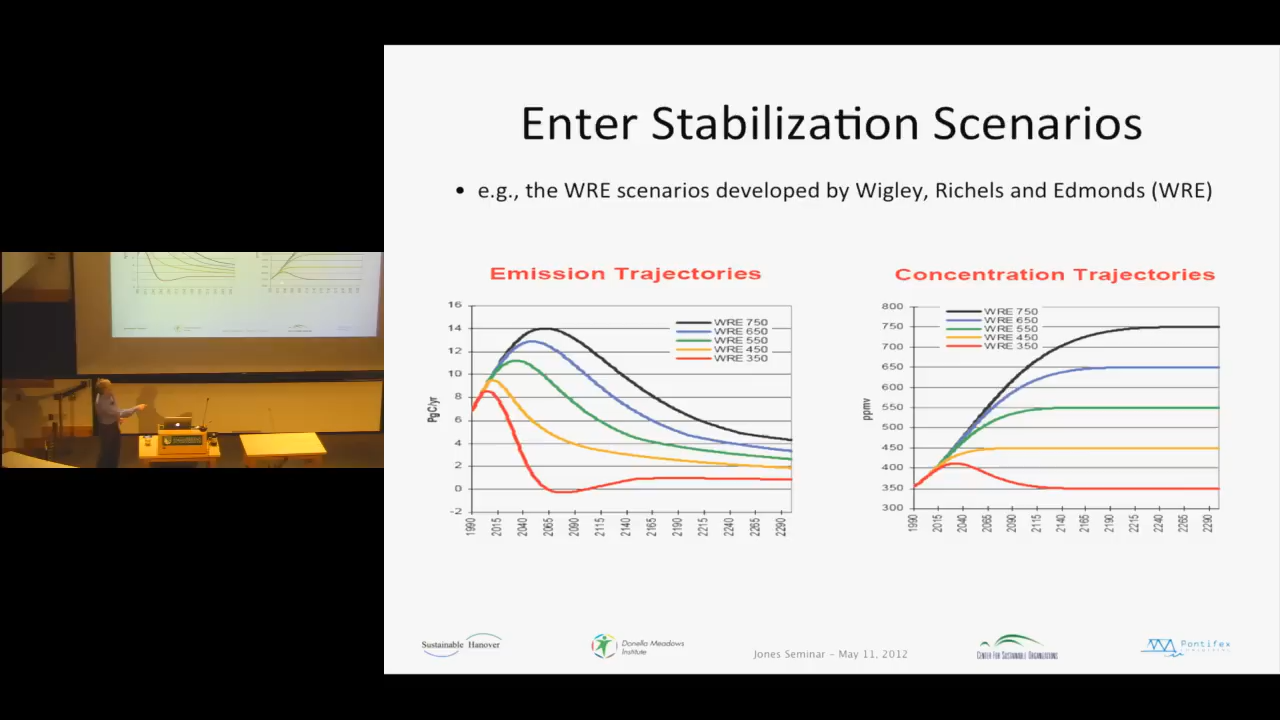 Enter Stabilization Scenarios
• e.g., the WRE scenarios developed by Wigley, Richels and Edmonds (WRE)
Emission Trajectories
16
14
12
10
8
6
4
2
0
-2
PgC/yr
WRE 750
WRE 650
WRE 550
WRE 450
WRE 350
1990
2015
2040
2065
2090
2115
2140
2165
2190
2215
2240
2265
2290
Concentration Trajectories
800
750
700
650
600
550
500
450
400
350
300
ppmv
WRE 750
WRE 650
WRE 550
WRE 450
WRE 350
1990
2015
2040
2065
2090
2115
2140
2165
2190
2215
2240
2265
2290
Sustainable Hanover
Donella Meadows
Institute
Jones Seminar – May 11, 2012
Center for Sustainable Organizations
Pontifex